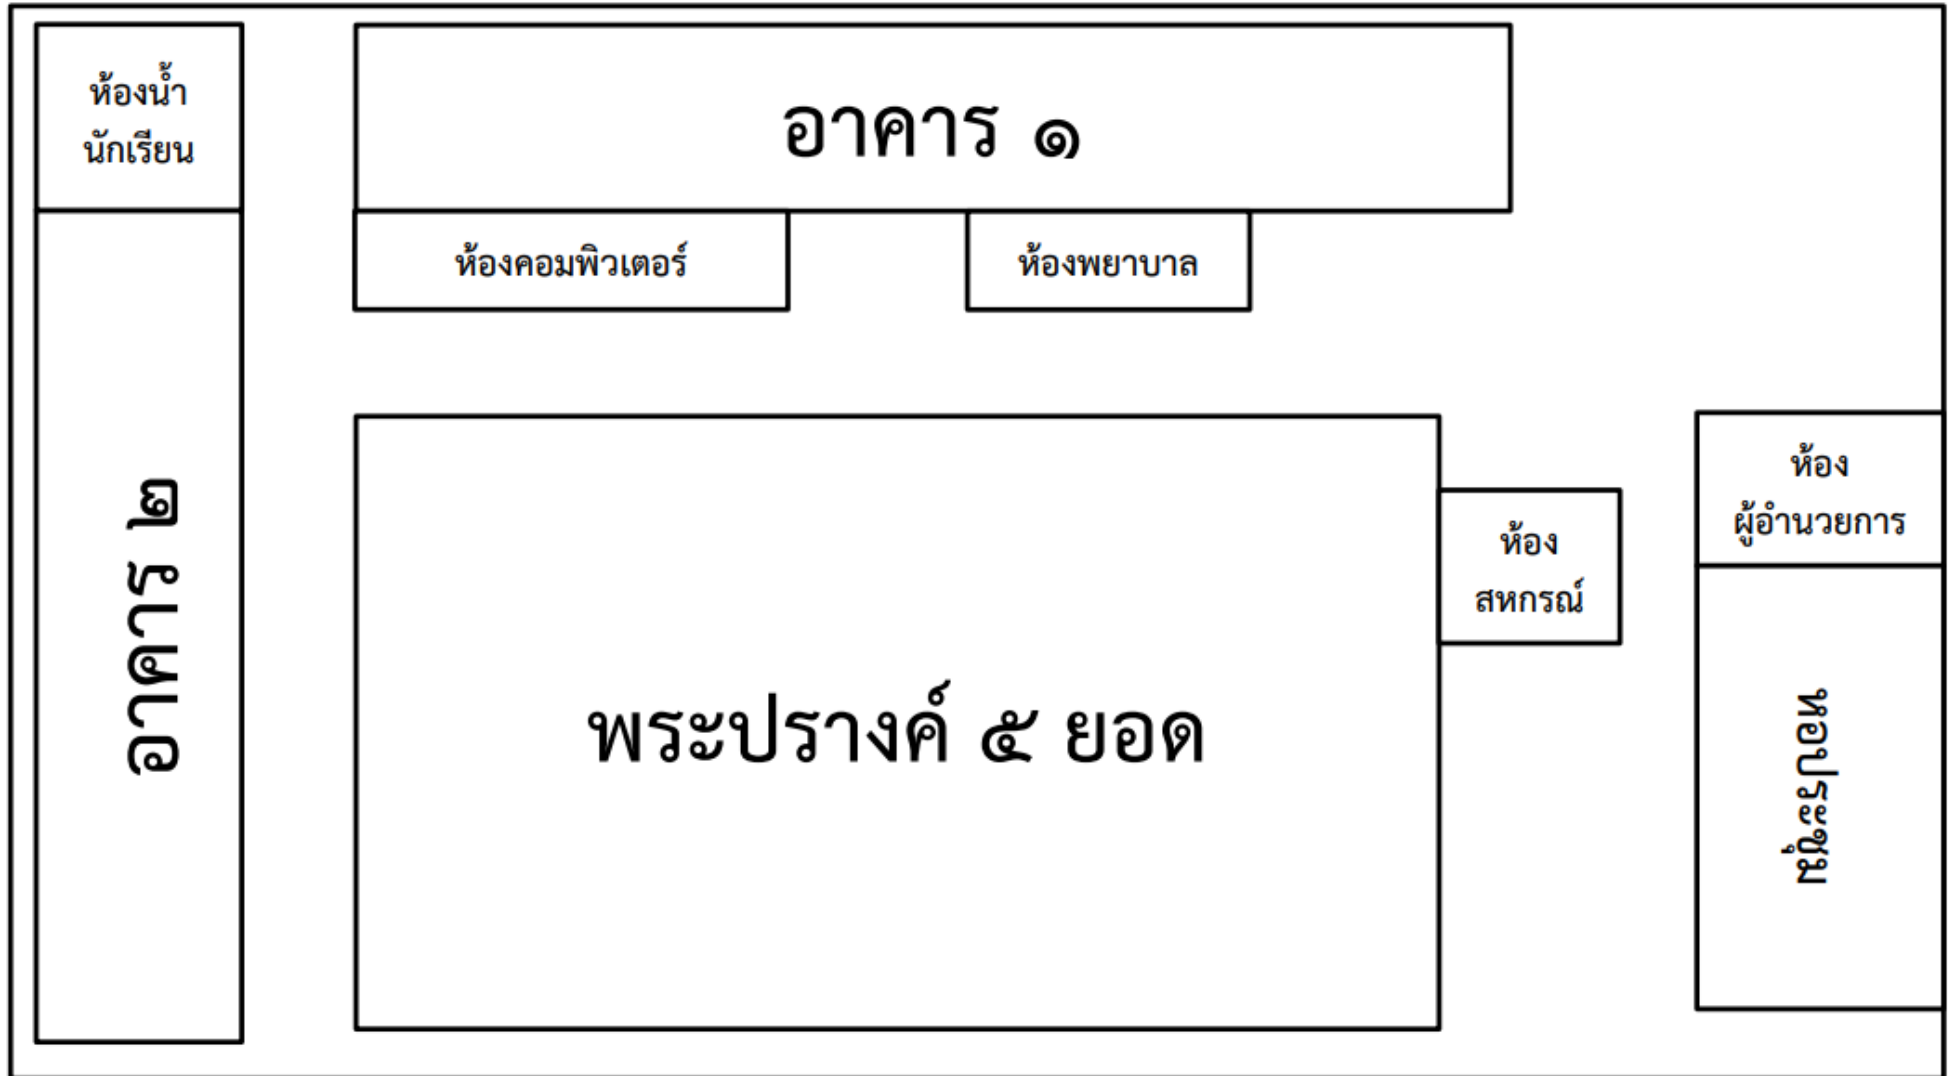 ห้องน้ำ
นักเรียน
อาคาร ๑
ห้องคอมพิวเตอร์
ห้องพยาบาล
อาคาร ๒
พระปรางค์ ๕ ยอด
ห้อง
สหกรณ์
ห้อง
ผู้อำนวยการ
หอประชุม